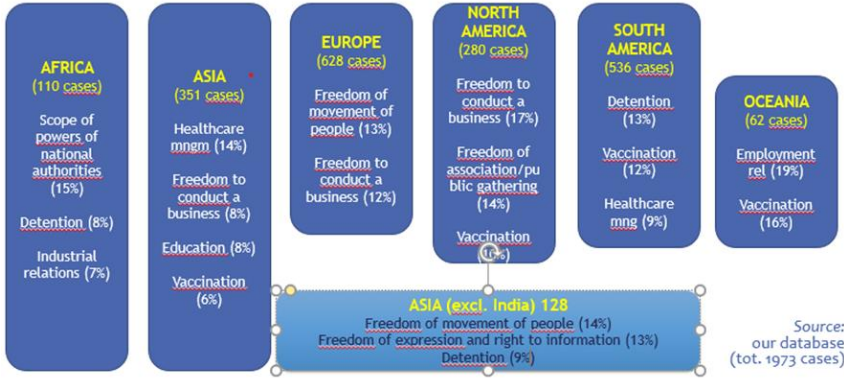 AFRICA
(110 cases)
Scope of
powers of
national
authorities
(15%)
Detention (8%)
Industrial
relations (7%)
ASIA
(351 cases)
Healthcare
mngm (14%)
Freedom to
conduct a
business (8%)
Education (8%)
Vaccination
(6%)
EUROPE
(628 cases)
Freedom of
movement of
people (13%)
Freedom to
conduct a
business (12%)
NORTH
AMERICA
(280 cases)
Freedom to
conduct a
business (17%)
Freedom of
association/pu
blic gathering
(14%)
Vaccination
SOUTH
AMERICA
(536 cases)
Detention
(13%)
Vaccination
(12%)
Healthcare
mng (9%)
OCEANIA
(62 cases)
Employment
rel (19%)
Vaccination
(16%)
ASIA (excl. India) 128
Freedom of movement of people (14%)
Freedom of expression and right to information (13%)
Detention (9%)
Source:
our database
(tot. 1973 cases)